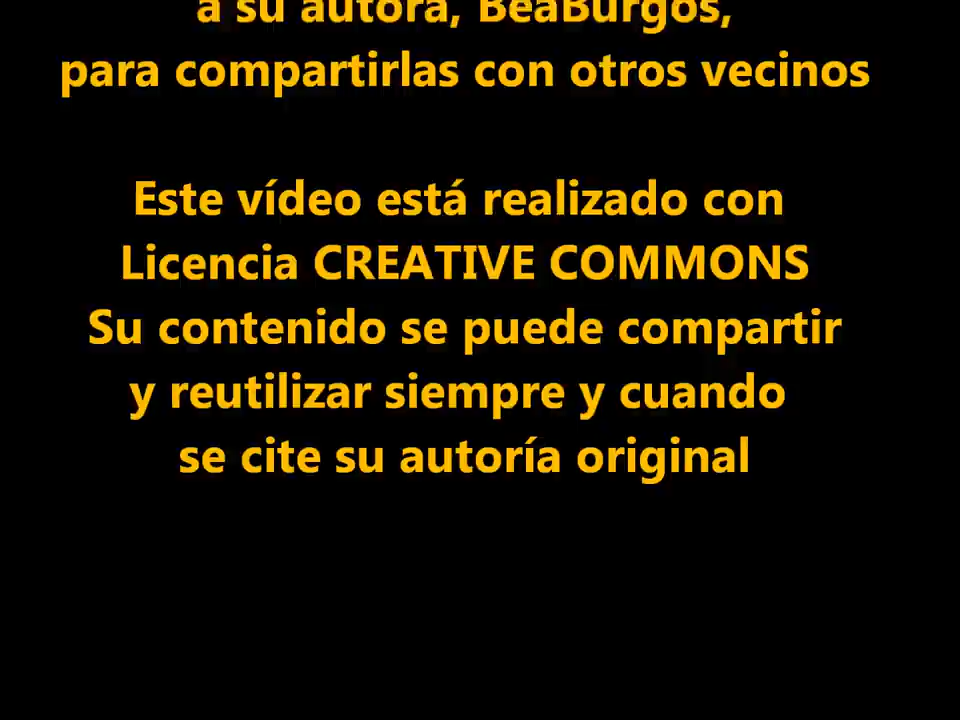 a su autora, BeaBurgos,
para compartirlas con otros vecinos
Este vídeo está realizado con
Licencia CREATIVE COMMONS
Su contenido se puede compartir
y reutilizar siempre y cuando
se cite su autoría original